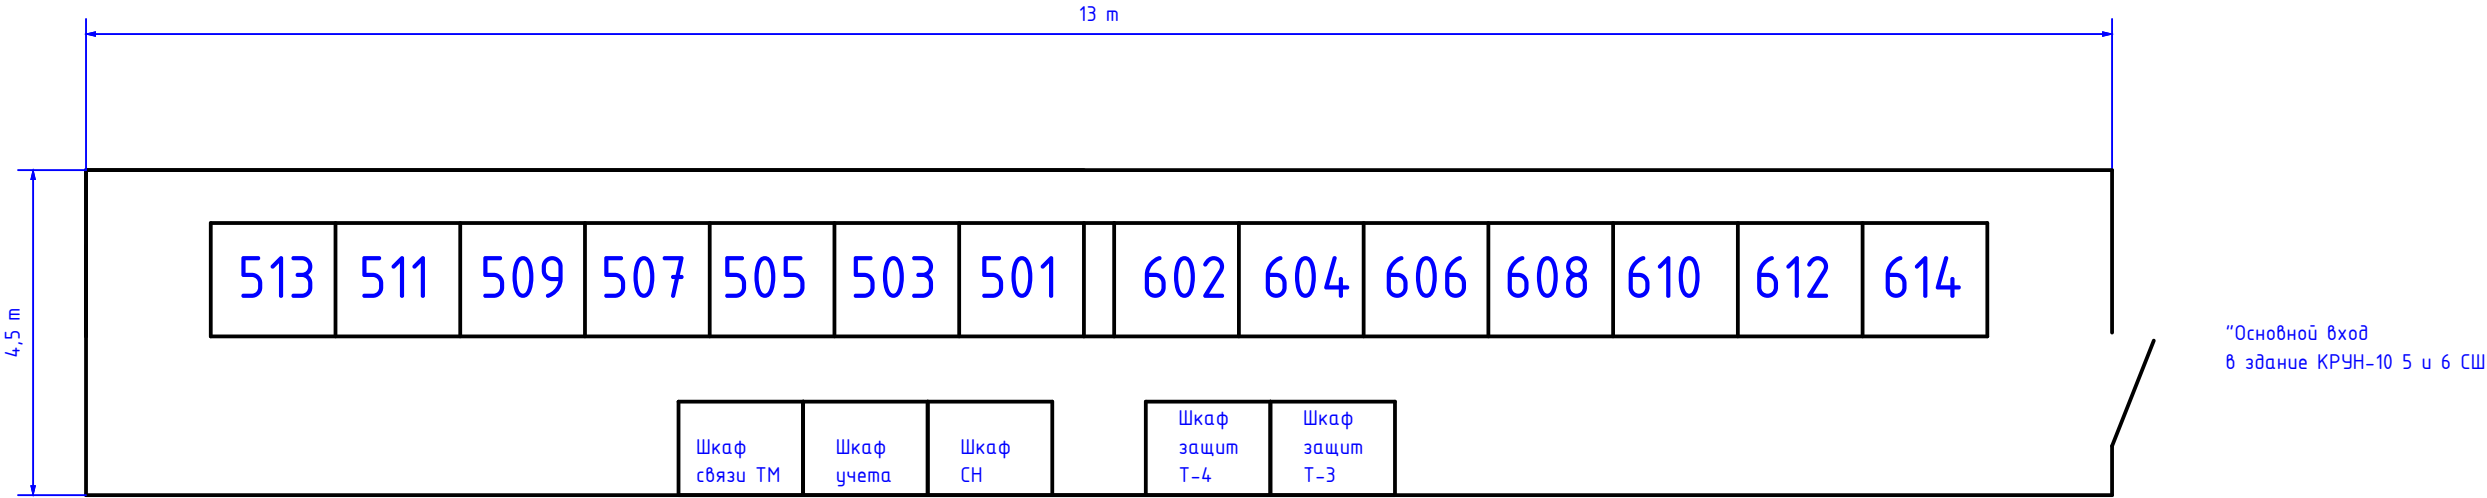 13 m
4,5 m
513 511 509 507 505 503 501 602 604 606 608 610 612 614
"Основной вход
в здание КРУН-10 5 и 6 СШ
Шкаф
связи ТМ
Шкаф
учета
Шкаф
СН
Шкаф
защит
Т-4
Шкаф
защит
Т-3